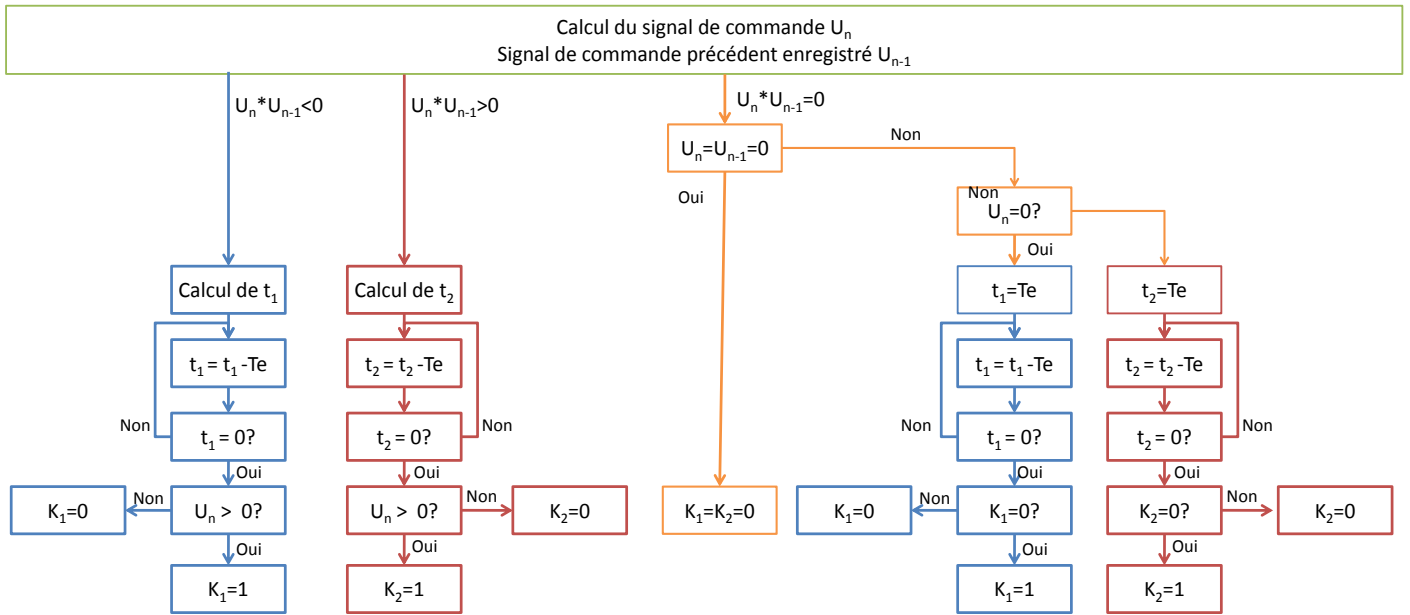 Calcul du signal de commande Uₙ
Signal de commande précédent enregistré Uₙ₋₁
Uₙ*Uₙ₋₁<0
Uₙ*Uₙ₋₁>0
Uₙ*Uₙ₋₁=0
Uₙ=Uₙ₋₁=0
Non
Oui
Non
Uₙ=0?
Oui
Calcul de t₁
Calcul de t₂
t₁=Te
t₂=Te
t₁ = t₁ -Te
t₂ = t₂ -Te
t₁ = t₁ -Te
t₂ = t₂ -Te
Non
t₁ = 0?
t₂ = 0?
Non
Non
t₁ = 0?
t₂ = 0?
Non
Oui
Oui
Oui
Oui
K₁=0
Non
Uₙ > 0?
Uₙ > 0?
Non
K₂=0
K₁=K₂=0
K₁=0
Non
K₁=0?
K₂=0?
Non
K₂=0
Oui
Oui
Oui
Oui
K₁=1
K₂=1
K₁=1
K₂=1